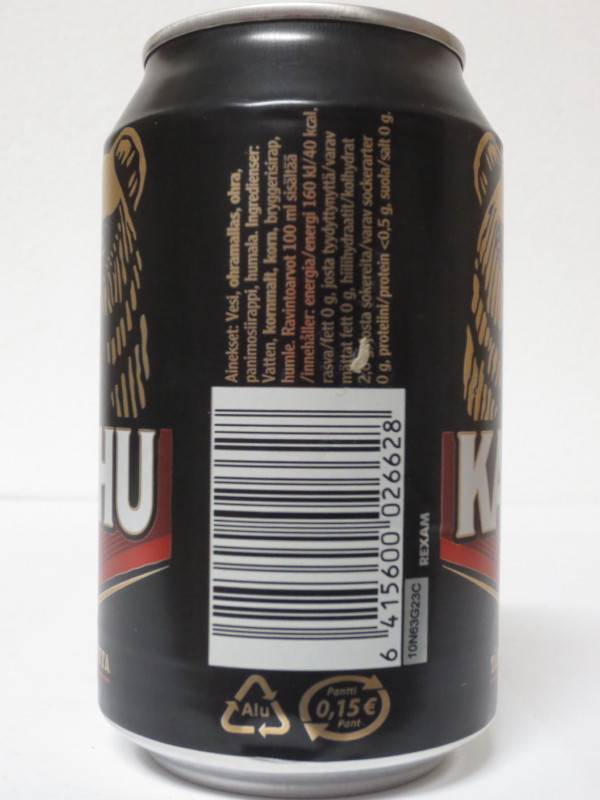 Ainekset: Vesi, ohramallas, ohra,
panimosiirappi, humala. Ingredienser:
Vatten, kornmalt, korn, bryggerisirap,
humle. Ravintoarvot 100 ml sisältää
/innehåller: energia/energi 160 kJ/40 kcal,
rasva/fett 0 g, josta tyydyttynyttä/varav
mättat fett 0 g, hiilihydraatit/kolhydrat
josta sokereita/varav sockerarter
0 g, proteiini/protein <0,5 g, suola/salt 0 g.
6 415600 026628
10N63G23C
REXAM
HU
KA
Alu
Pantti
0,15 €
Pant